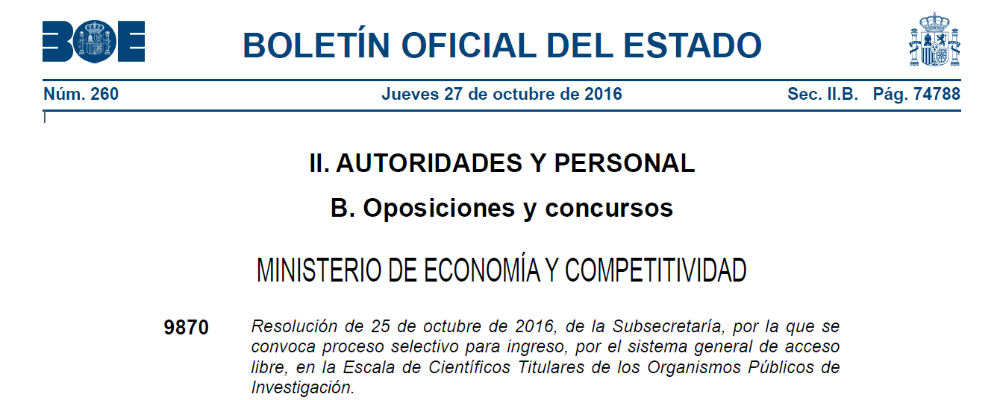 BOE
BOLETÍN OFICIAL DEL ESTADO
Núm. 260 Jueves 27 de octubre de 2016 Sec. II.B. Pág. 74788
II. AUTORIDADES Y PERSONAL
B. Oposiciones y concursos
MINISTERIO DE ECONOMÍA Y COMPETITIVIDAD
9870 Resolución de 25 de octubre de 2016, de la Subsecretaría, por la que se
convoca proceso selectivo para ingreso, por el sistema general de acceso
libre, en la Escala de Científicos Titulares de los Organismos Públicos de
Investigación.